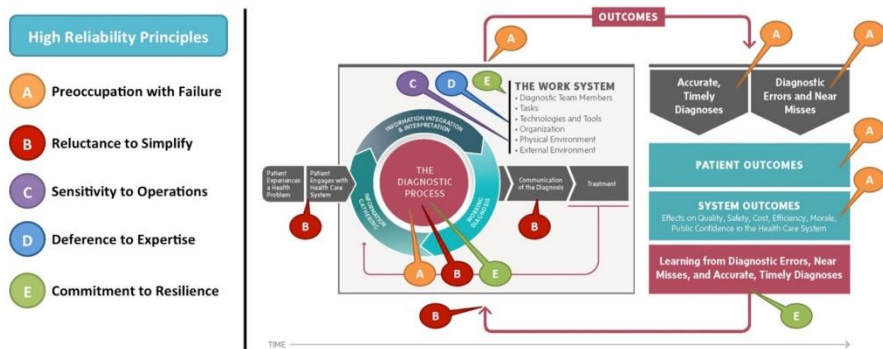 High Reliability Principles
A Preoccupation with Failure
B Reluctance to Simplify
C Sensitivity to Operations
D Deference to Expertise
E Commitment to Resilience
OUTCOMES
A
A
A
C
D
E
THE WORK SYSTEM
• Diagnostic Team Members
• Tasks
• Technologies and Tools
• Organization
• Physical Environment
• External Environment
INFORMATION INTEGRATION
& INTERPRETATION
INFORMATION
GATHERING
WORKING
DIAGNOSIS
THE
DIAGNOSTIC
PROCESS
Patient
Experiences
a Health
Problem
Patient
Engages with
Health Care
System
Communication
of the Diagnosis
Treatment
B
B
A
B
E
Accurate,
Timely
Diagnoses
Diagnostic
Errors and Near
Misses
PATIENT OUTCOMES
A
SYSTEM OUTCOMES
Effects on Quality, Safety, Cost, Efficiency, Morale,
Public Confidence in the Health Care System
A
Learning from Diagnostic Errors, Near
Misses, and Accurate, Timely Diagnoses
B
E
TIME